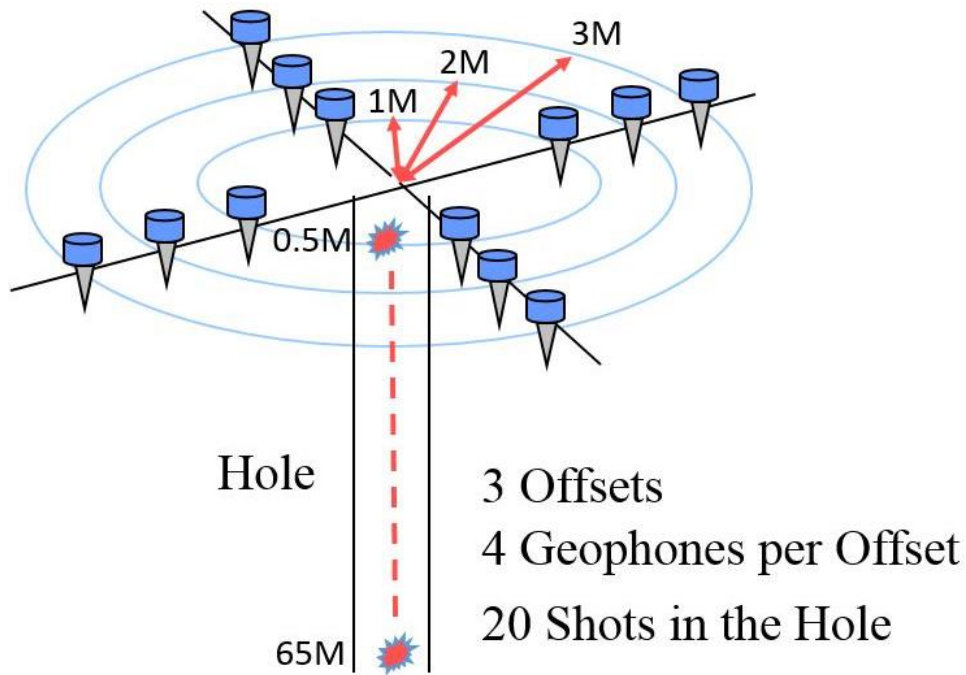 3M
2M
1M
0.5M
Hole
3 Offsets
4 Geophones per Offset
20 Shots in the Hole
65M